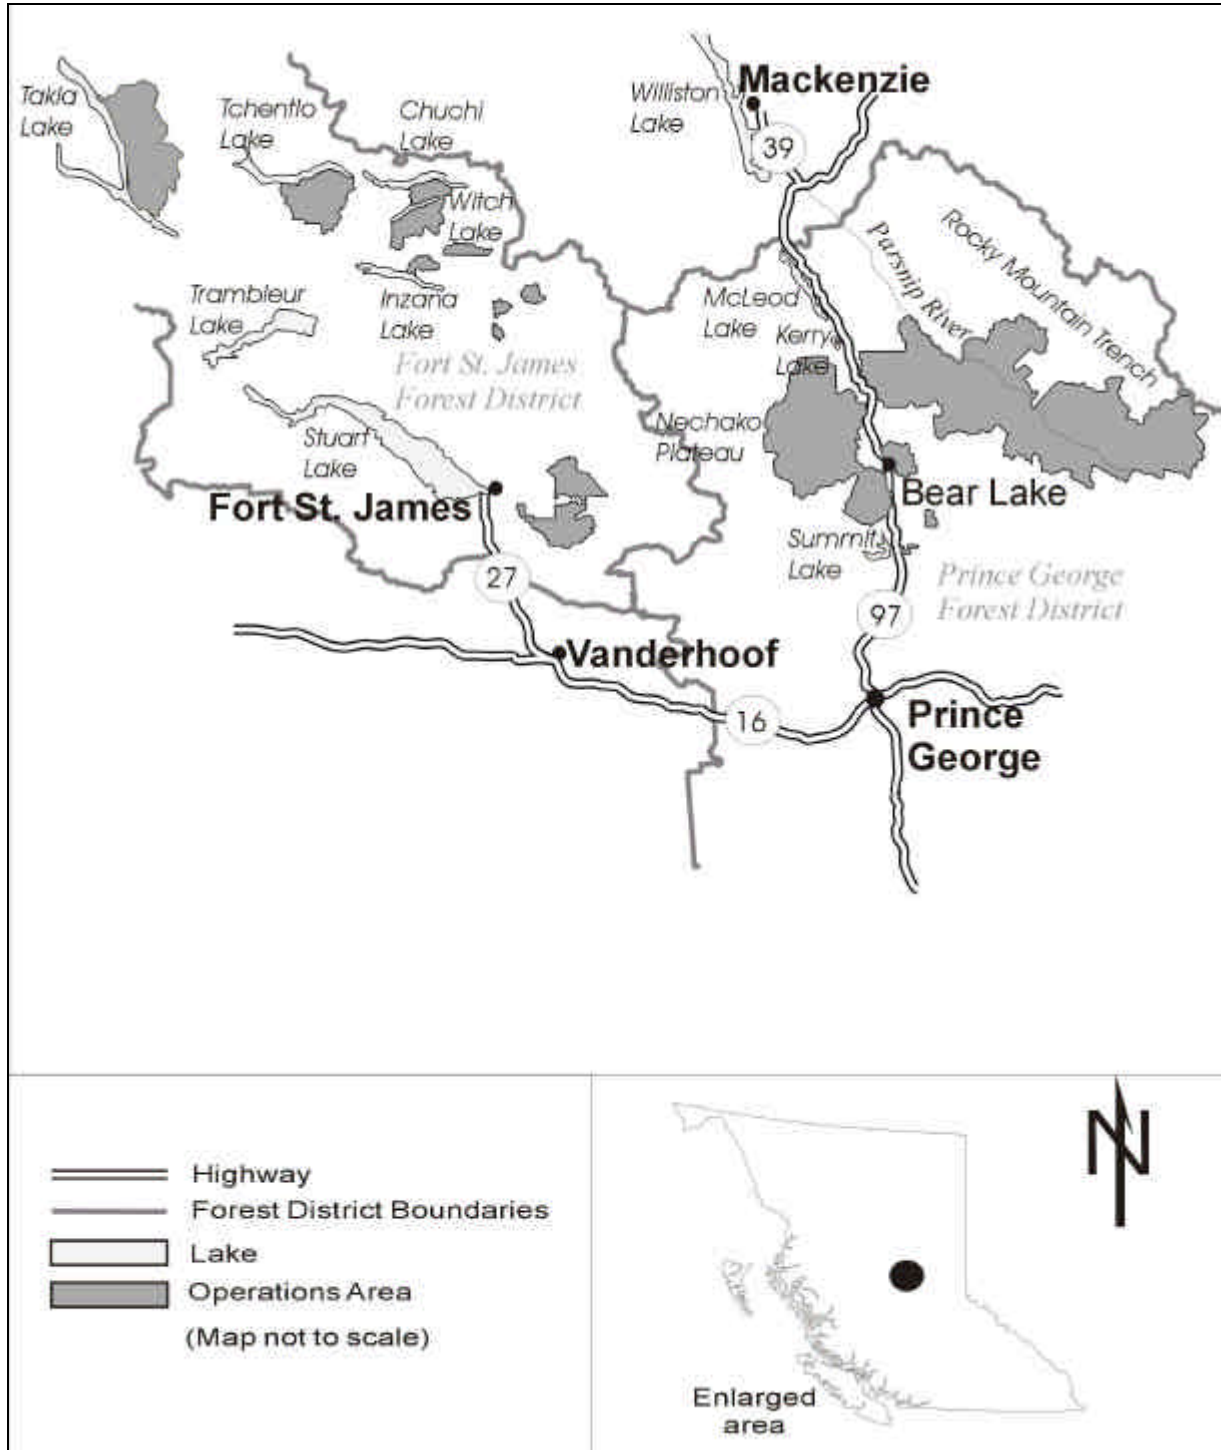 Takla
Lake
Tchentlo
Lake
Chuchi
Lake
Williston
Lake
Mackenzie
39
Witch
Lake
Parsnip River
Rocky Mountain Trench
Trambleur
Lake
Inzana
Lake
McLeod
Lake
Kerry
Lake
Fort St. James
Forest District
Stuart
Lake
Nechako
Plateau
Fort St. James
Bear Lake
Summit
Lake
27
Prince George
Forest District
97
Vanderhoof
16
Prince
George
Highway
Forest District Boundaries
Lake
Operations Area
(Map not to scale)
N
Enlarged
area